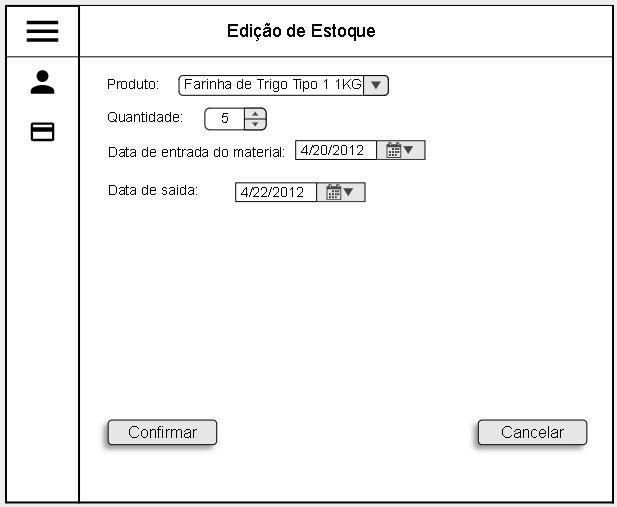 Edição de Estoque
Produto: Farinha de Trigo Tipo 1 1KG
Quantidade: 5
Data de entrada do material: 4/20/2012
Data de saida: 4/22/2012
Confirmar Cancelar